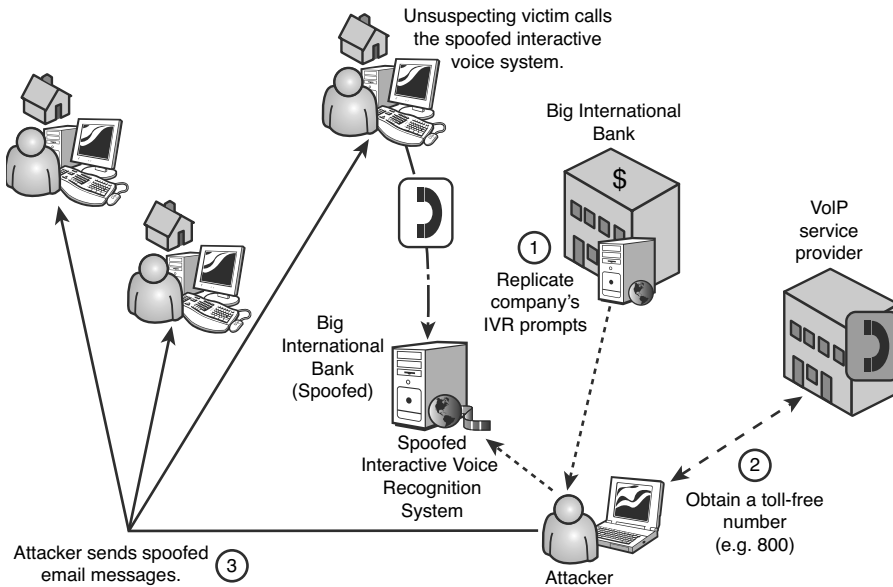 Unsuspecting victim calls
the spoofed interactive
voice system.
Big International
Bank
$
VoIP
service
provider
1
Replicate
company's
IVR prompts
Big
International
Bank
(Spoofed)
Spoofed
Interactive Voice
Recognition
System
2
Obtain a toll-free
number
(e.g. 800)
Attacker sends spoofed
email messages.
3
Attacker